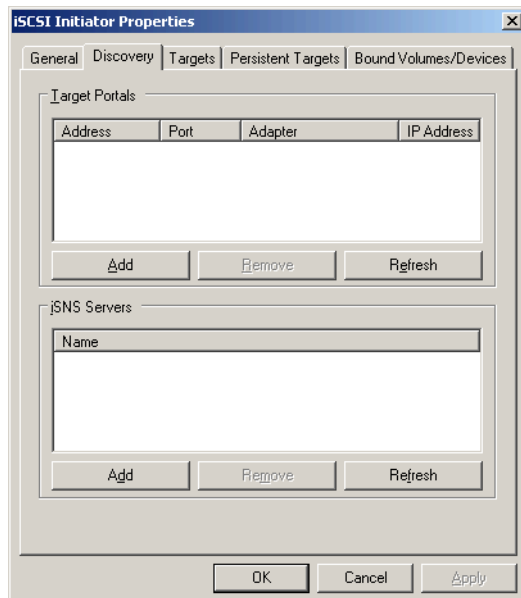 iSCSI Initiator Properties
General Discovery Targets Persistent Targets Bound Volumes/Devices
Target Portals
Address Port Adapter IP Address
Add Remove Refresh
iSNS Servers
Name
Add Remove Refresh
OK Cancel Apply